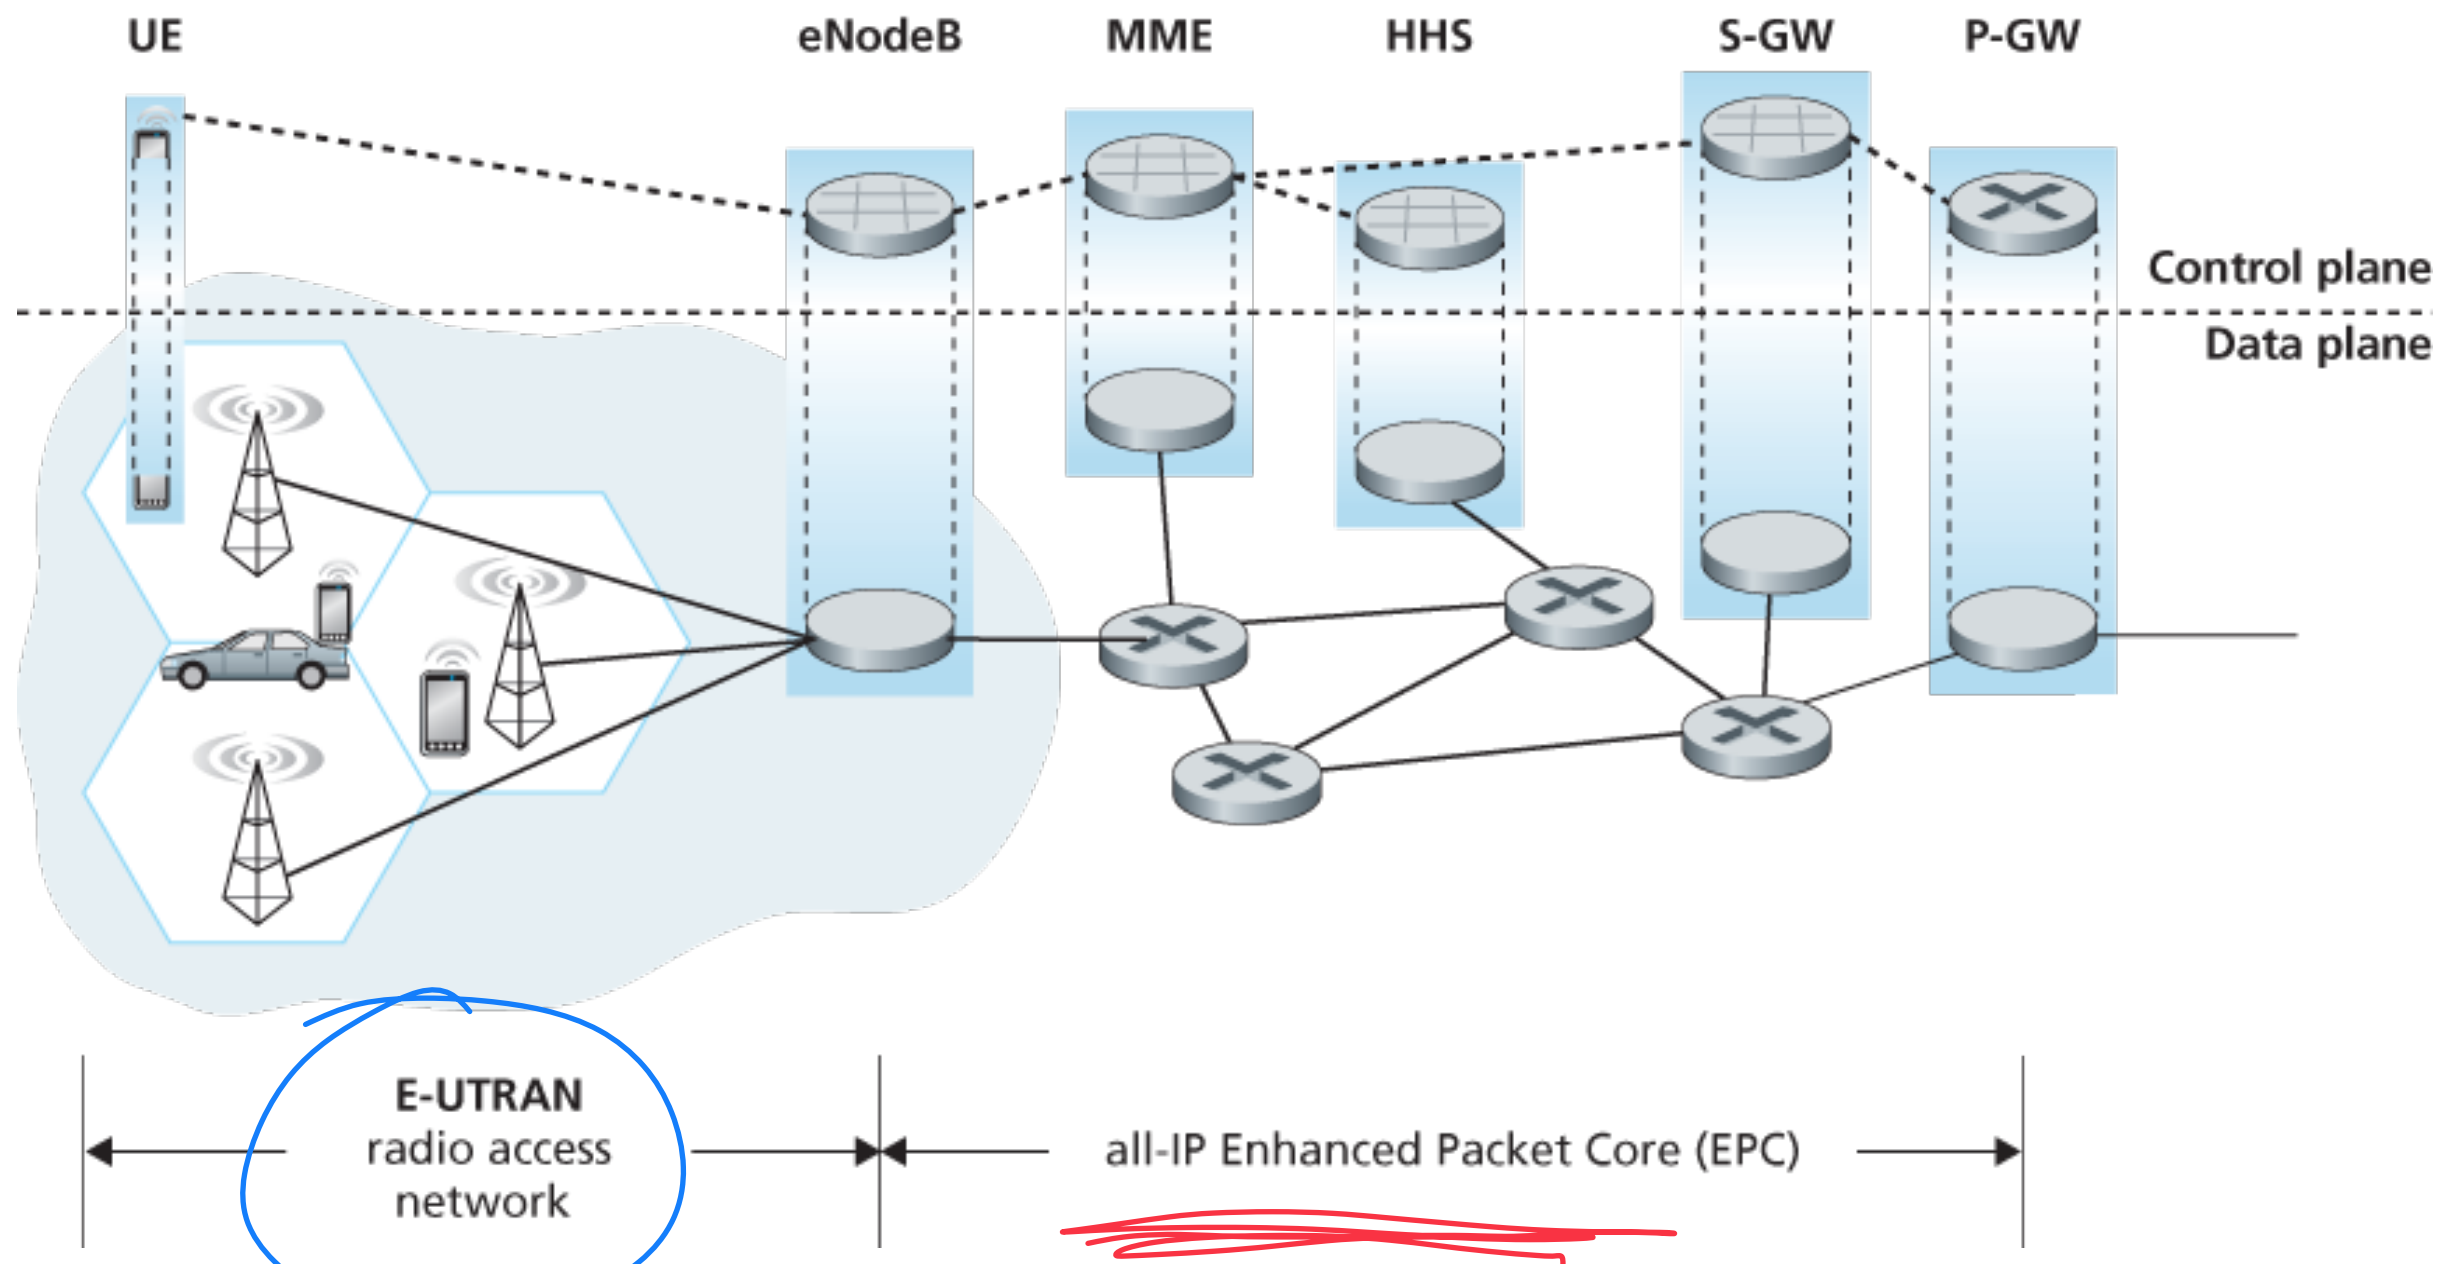 UE
eNodeB
MME
HHS
S-GW
P-GW
Control plane
Data plane
E-UTRAN
radio access
network
all-IP Enhanced Packet Core (EPC)